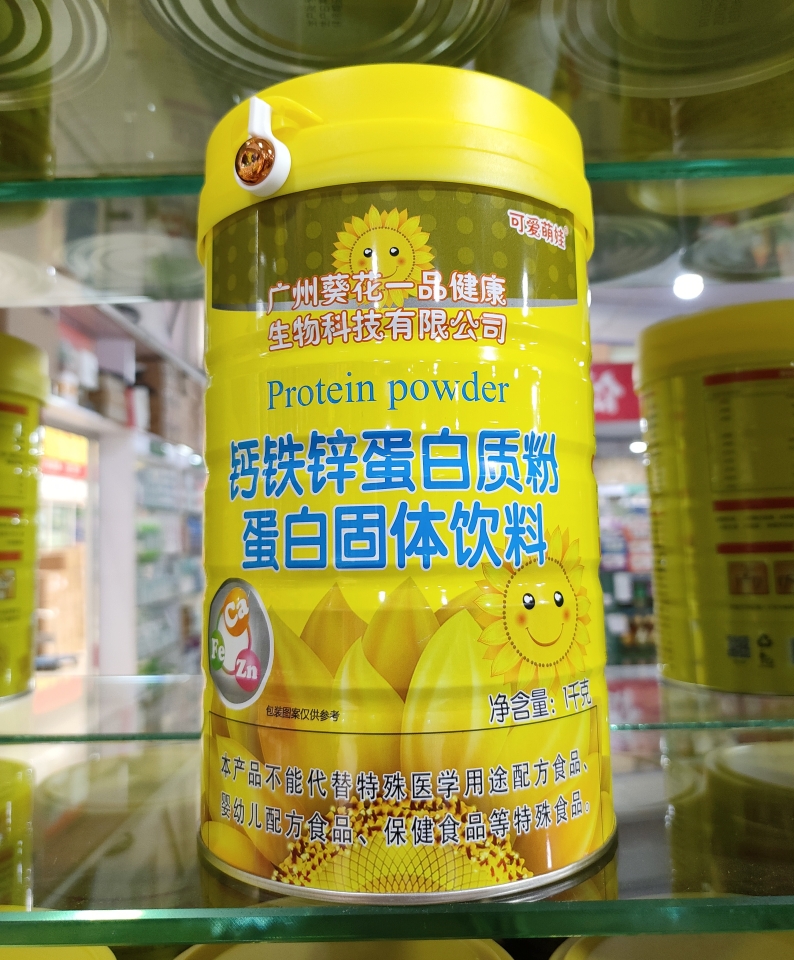 可爱萌娃®
广州葵花一品健康
生物科技有限公司
Protein powder
钙铁锌蛋白质粉
蛋白固体饮料
Ca
Fe
Zn
净含量：1千克
包装图案仅供参考
本产品不能代替特殊医学用途配方食品、
婴幼儿配方食品、保健食品等特殊食品。